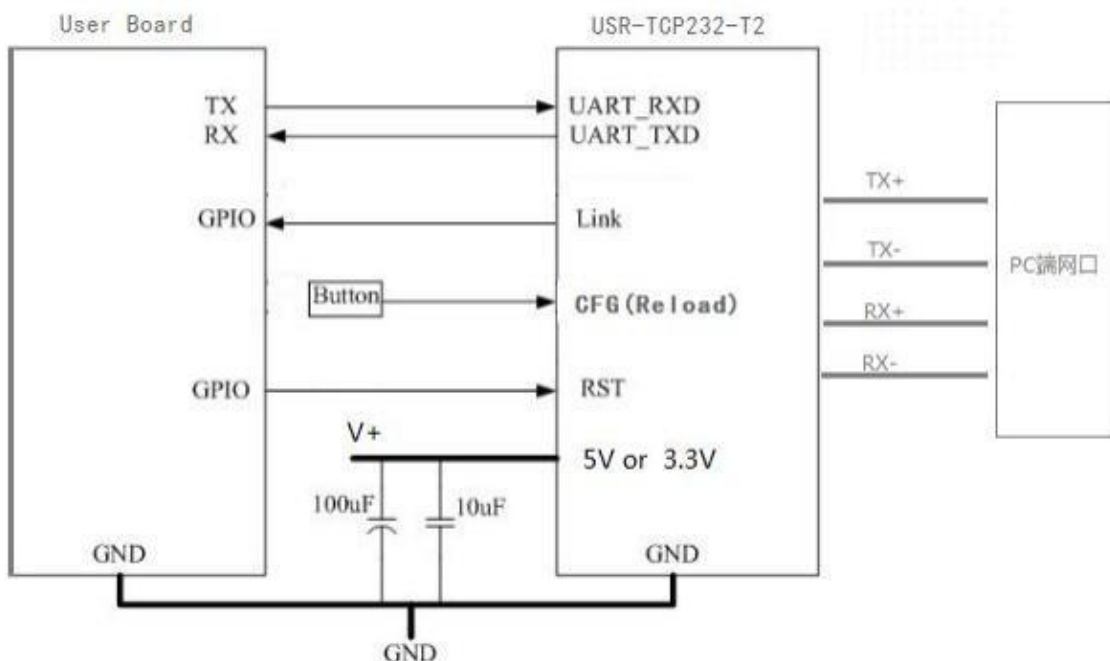 User Board
USR-TCP232-T2
TX
UART_RXD
RX
UART_TXD
TX+
GPIO
Link
TX-
PC端网口
Button
CFG(Reload)
RX+
RX-
GPIO
RST
V+
5V or 3.3V
100uF
10uF
GND
GND
GND